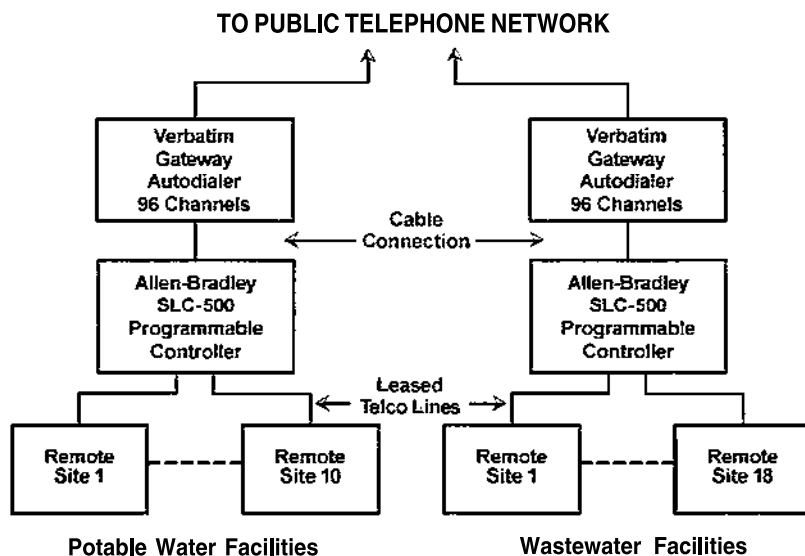 TO PUBLIC TELEPHONE NETWORK
Verbatim
Gateway
Autodialer
96 Channels
Verbatim
Gateway
Autodialer
96 Channels
Cable
Connection
Allen-Bradley
SLC-500
Programmable
Controller
Allen-Bradley
SLC-500
Programmable
Controller
Leased
Telco Lines
Remote
Site 1
Remote
Site 10
Remote
Site 1
Remote
Site 18
Potable Water Facilities
Wastewater Facilities